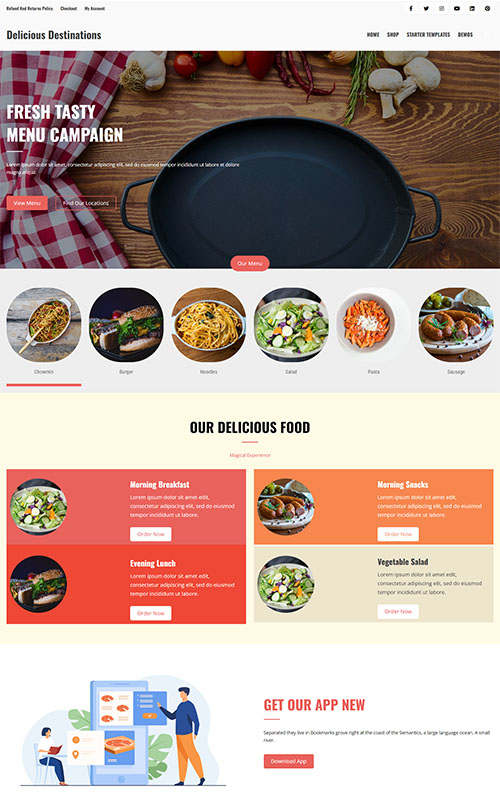 Refund And Returns Policy Checkout My Account
Delicious Destinations
HOME SHOP STARTER TEMPLATES DEMOS
FRESH TASTY
MENU CAMPAIGN
Lorem ipsum dolor sit amet, consectetur adipiscing elit, sed do eiusmod tempor incididunt ut labore et dolore
magna aliqua.
View Menu Find Our Locations
Our Menu
Chowmin Burger Noodles Salad Pasta Sausage
OUR DELICIOUS FOOD
Magical Experience
Morning Breakfast
Lorem ipsum dolor sit amet edit,
consectetur adipiscing elit, sed do eiusmod
tempor incididunt ut labore.
Order Now
Morning Snacks
Lorem ipsum dolor sit amet edit,
consectetur adipiscing elit, sed do eiusmod
tempor incididunt ut labore.
Order Now
Evening Lunch
Lorem ipsum dolor sit amet edit,
consectetur adipiscing elit, sed do eiusmod
tempor incididunt ut labore.
Order Now
Vegetable Salad
Lorem ipsum dolor sit amet edit,
consectetur adipiscing elit, sed do eiusmod
tempor incididunt ut labore.
Order Now
GET OUR APP NEW
Separated they live in Bookmarks grove right at the coast of the Semantics, a large language ocean. A small
river.
Download App